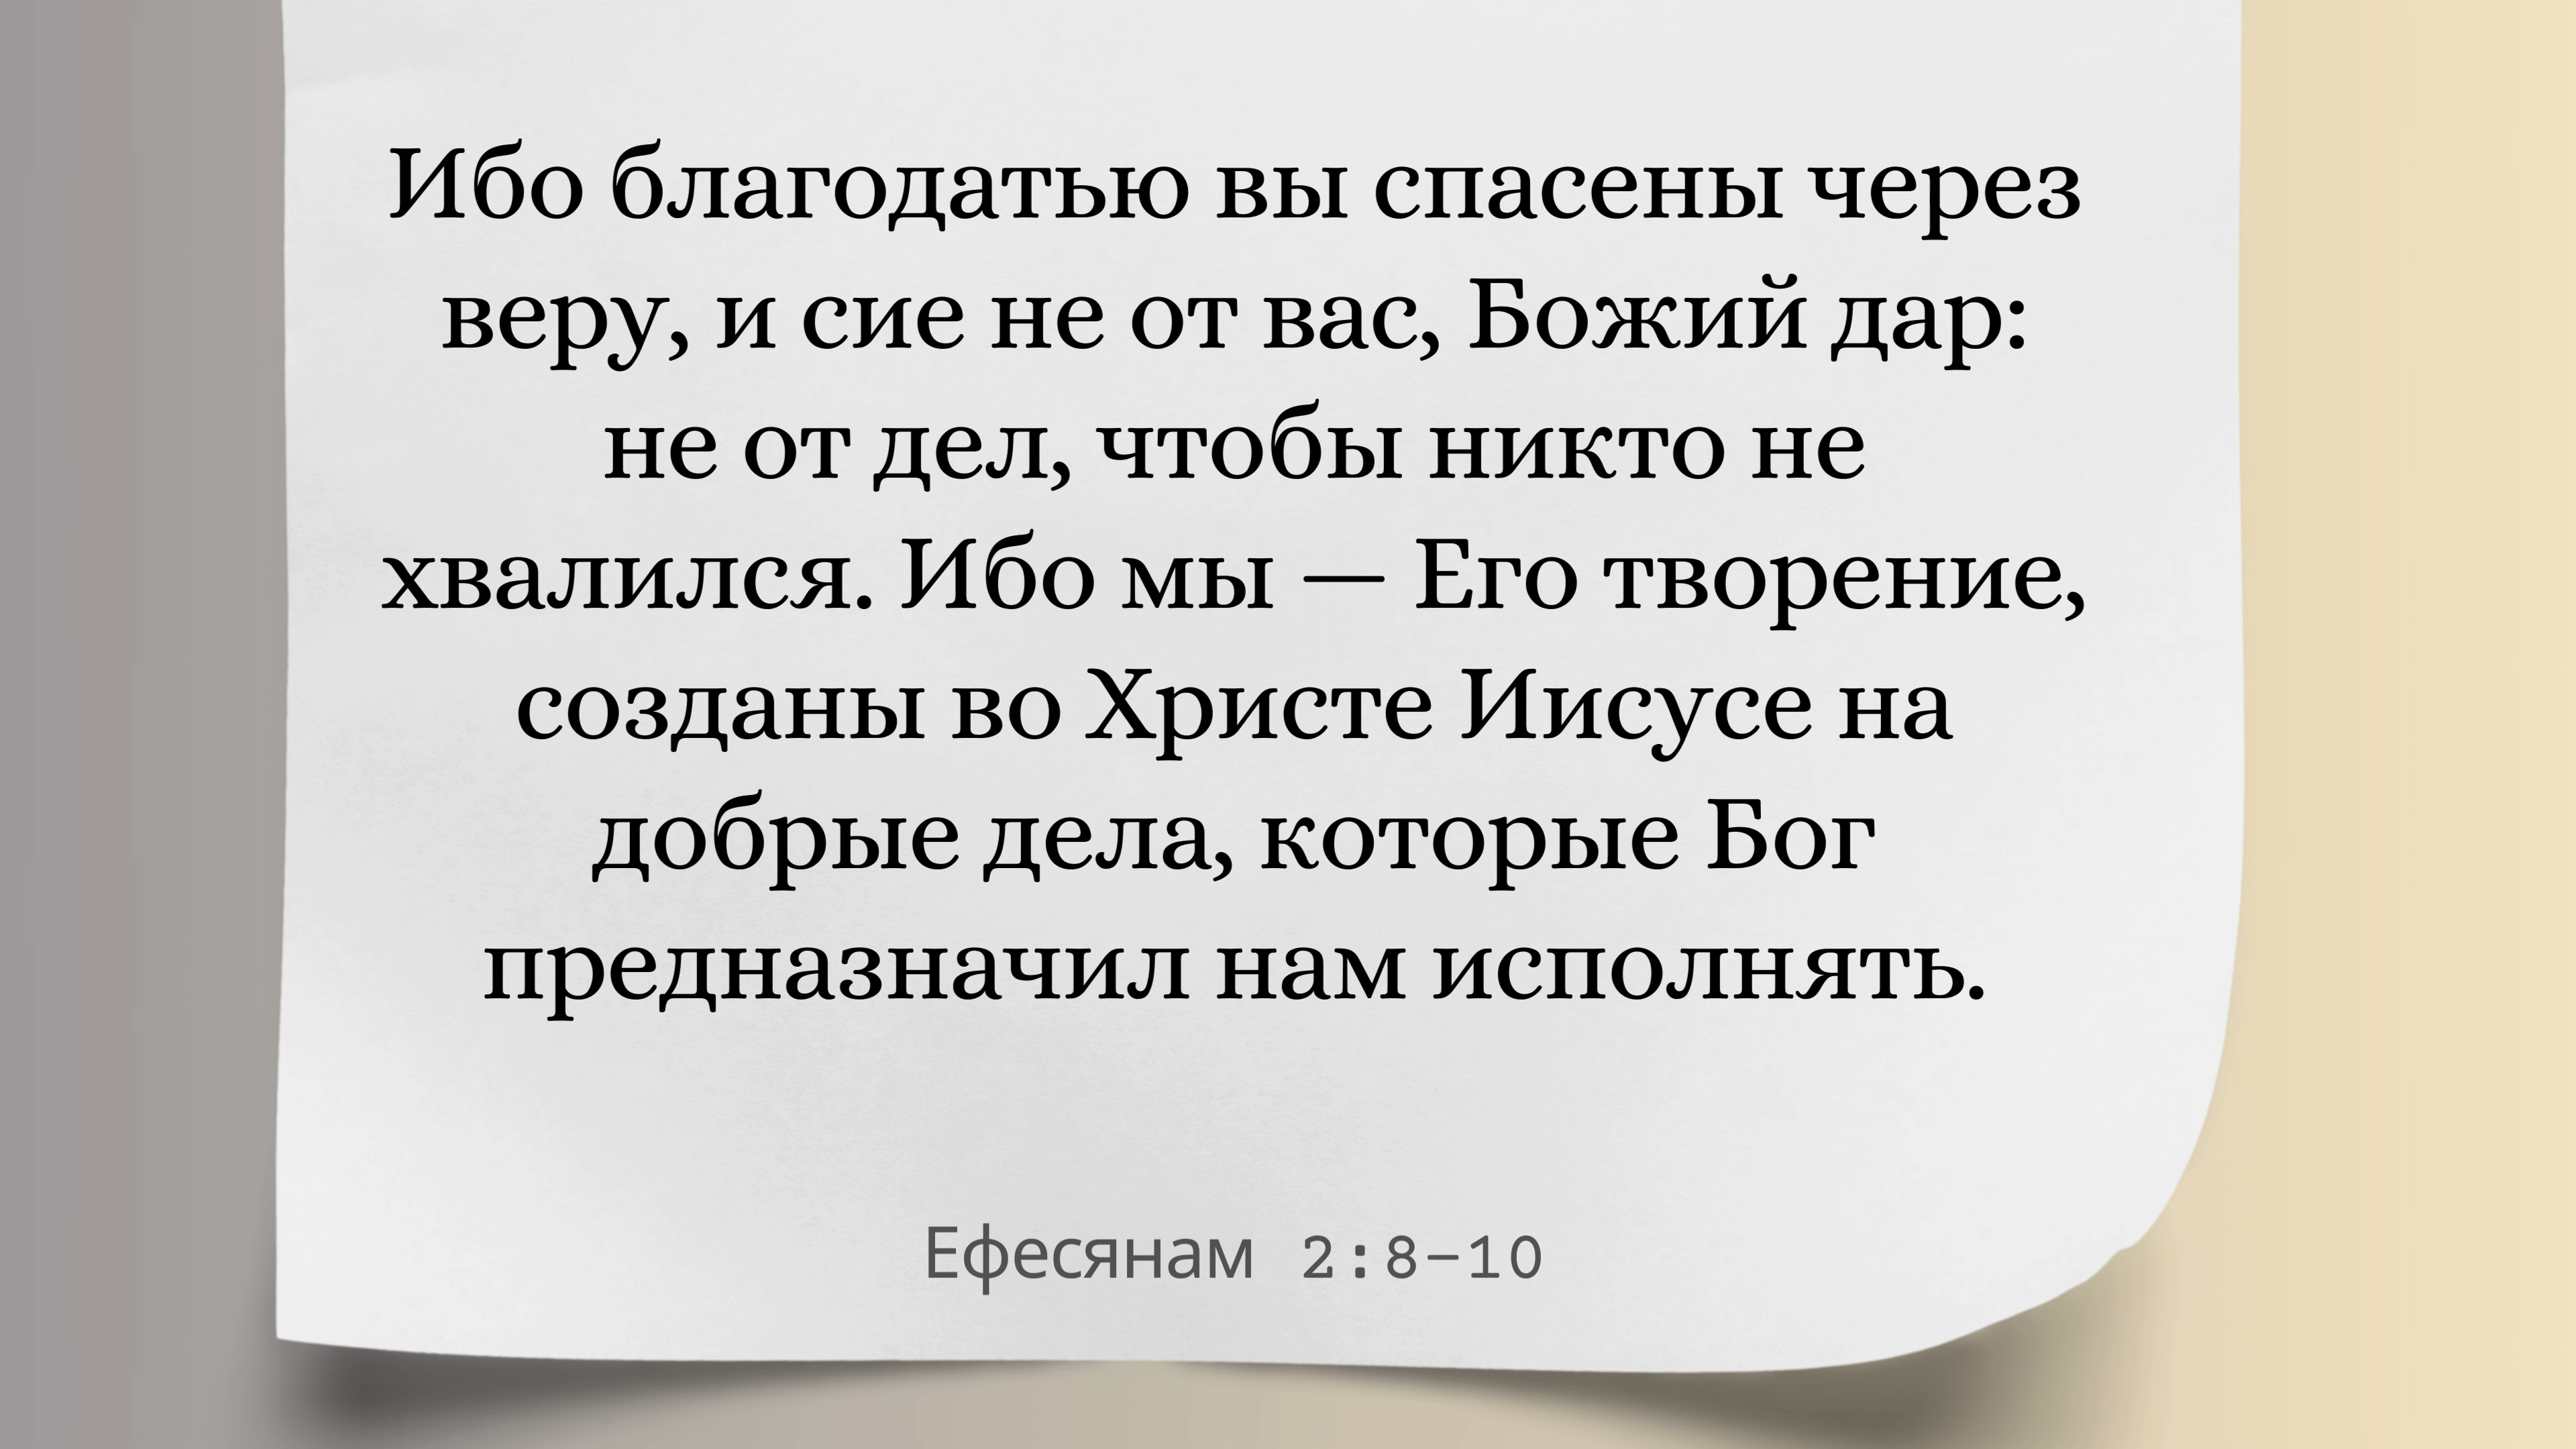 Ибо благодатью вы спасены через
веру, и сие не от вас, Божий дар:
не от дел, чтобы никто не
хвалился. Ибо мы — Его творение,
созданы во Христе Иисусе на
добрые дела, которые Бог
предназначил нам исполнять.
Ефесянам 2:8–10